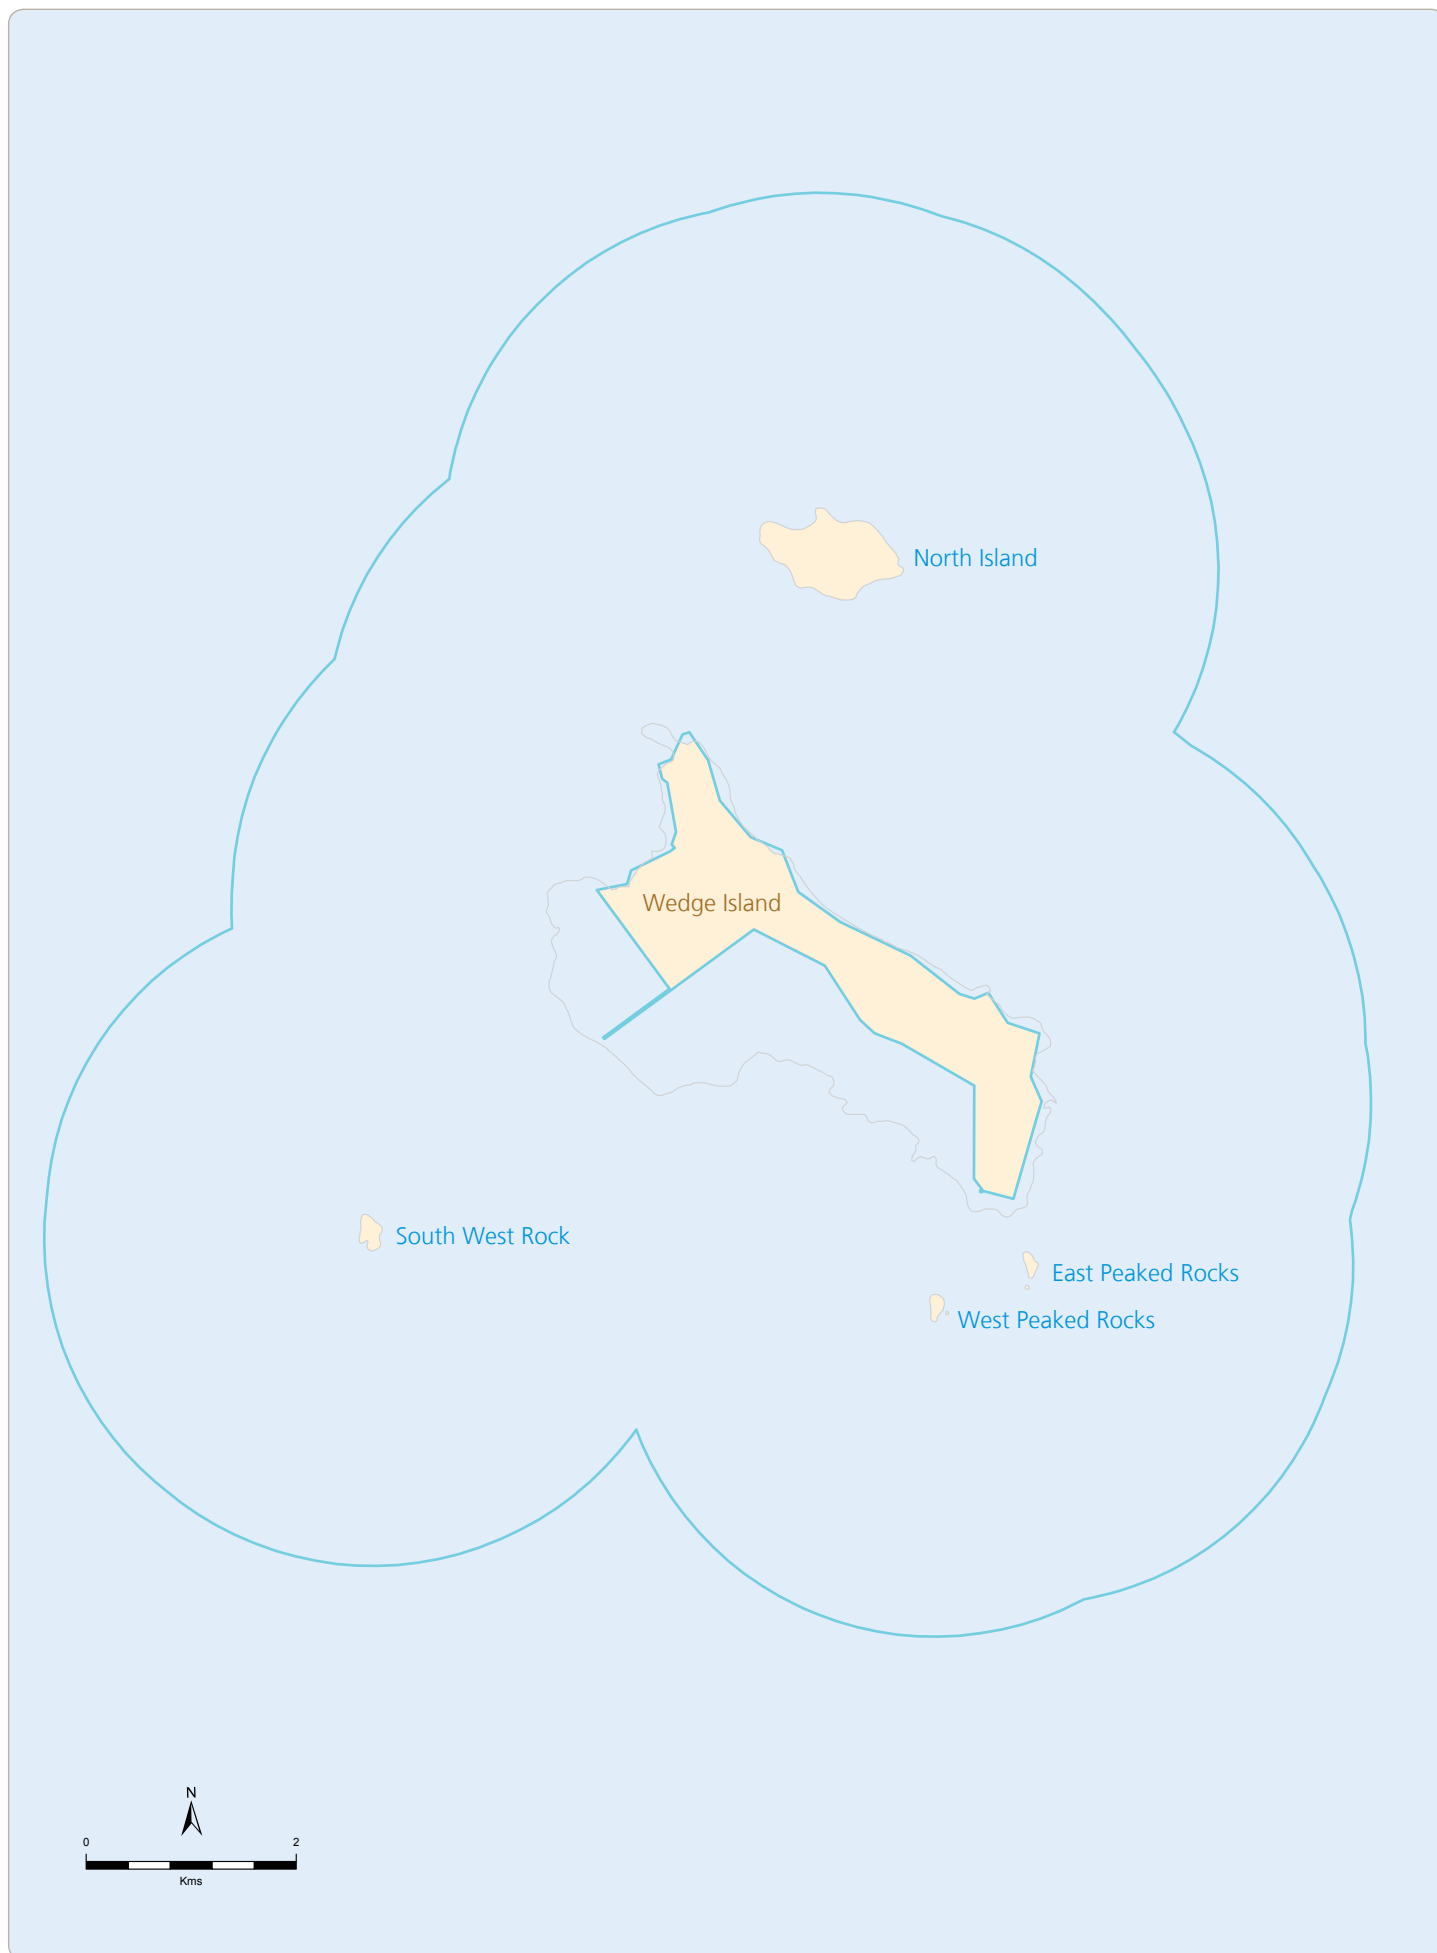 North Island
Wedge Island
South West Rock
East Peaked Rocks
West Peaked Rocks
N
0 2
Kms